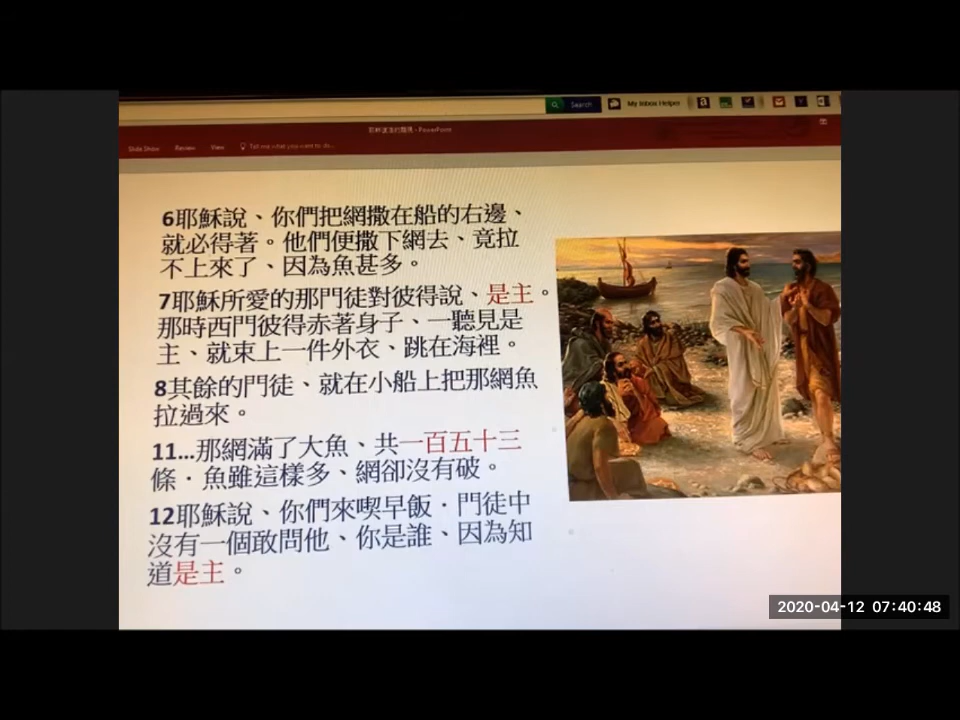 Search
My Inbox Helper
PowerPoint
Slide Show Review View Tell me what you want to do...
6耶穌說、你們把網撒在船的右邊、
就必得著。他們便撒下網去、竟拉
不上來了、因為魚甚多。
7耶穌所愛的那門徒對彼得說、是主。
那時西門彼得赤著身子、一聽見是
主、就束上一件外衣、跳在海裡。
8其餘的門徒、就在小船上把那網魚
拉過來。
11...那網滿了大魚、共一百五十三
條．魚雖這樣多、網卻沒有破。
12耶穌說、你們來喫早飯．門徒中
沒有一個敢問他、你是誰、因為知
道是主。
2020-04-12 07:40:48